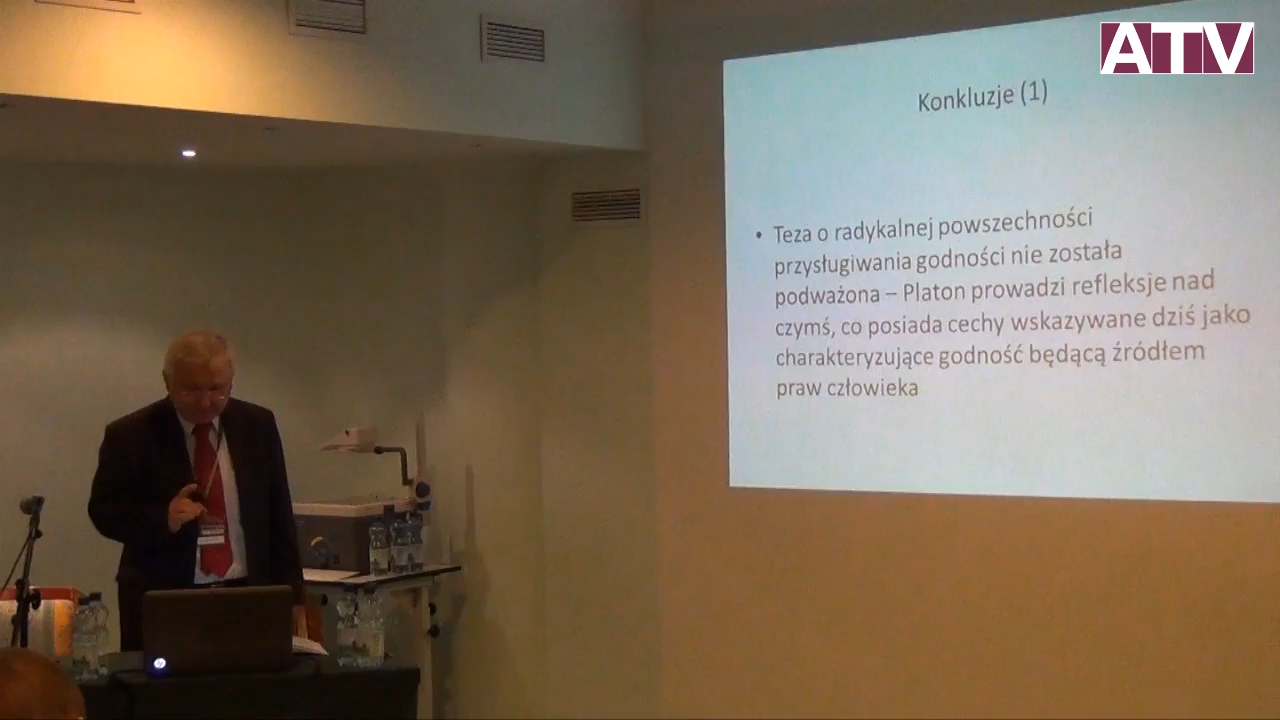 ATV
Konkluzje (1)
• Teza o radykalnej powszechności
przysługiwania godności nie została
podważona – Platon prowadzi refleksje nad
czymś, co posiada cechy wskazywane dziś jako
charakteryzujące godność będącą źródłem
praw człowieka